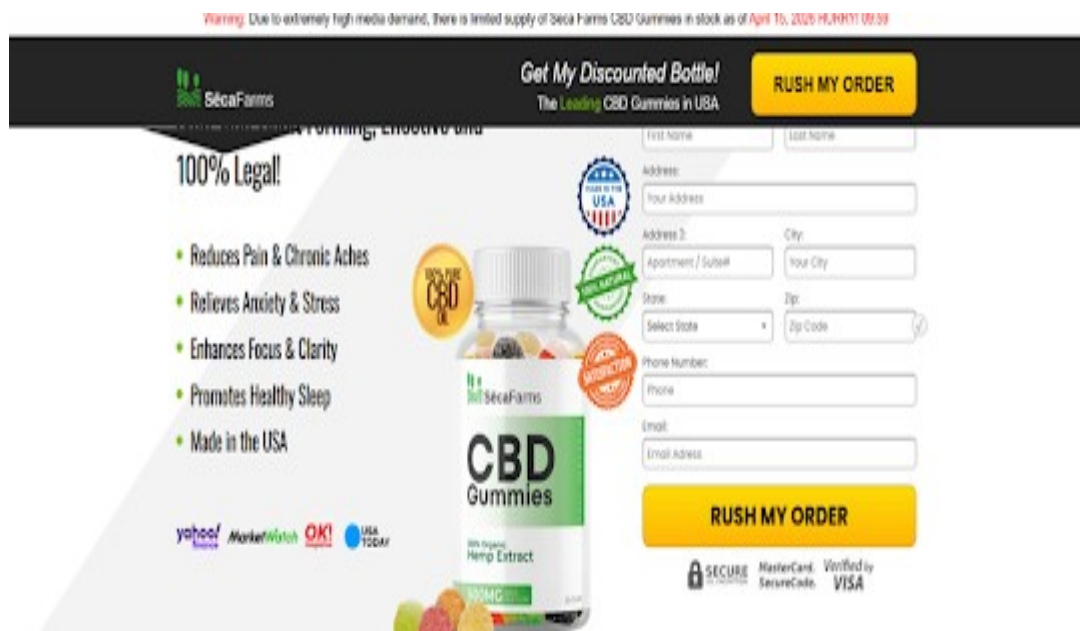 Warning: Due to extremely high media demand, there is limited supply of Seca Farms CBD Gummies in stock as of April 15, 2026 HURRY! 09:59
SēcaFarms
Get My Discounted Bottle!
The Leading CBD Gummies in USA
RUSH MY ORDER
Forming, Effective and
100% Legal!
Reduces Pain & Chronic Aches
Relieves Anxiety & Stress
Enhances Focus & Clarity
Promotes Healthy Sleep
Made in the USA
yahoo! finance
MarketWatch
OK!
USA TODAY
100% PURE
CBD
OIL
SēcaFarms
CBD
Gummies
Hemp Extract
MADE IN THE
USA
100% NATURAL
SATISFACTION
First Name
Last Name
Address:
Your Address
Address 2:
City:
Apartment / Suite#
Your City
State:
Zip:
Select State
Zip Code
Phone Number:
Phone
Email:
Email Adress
RUSH MY ORDER
SECURE
MasterCard.
SecureCode.
Verified by
VISA